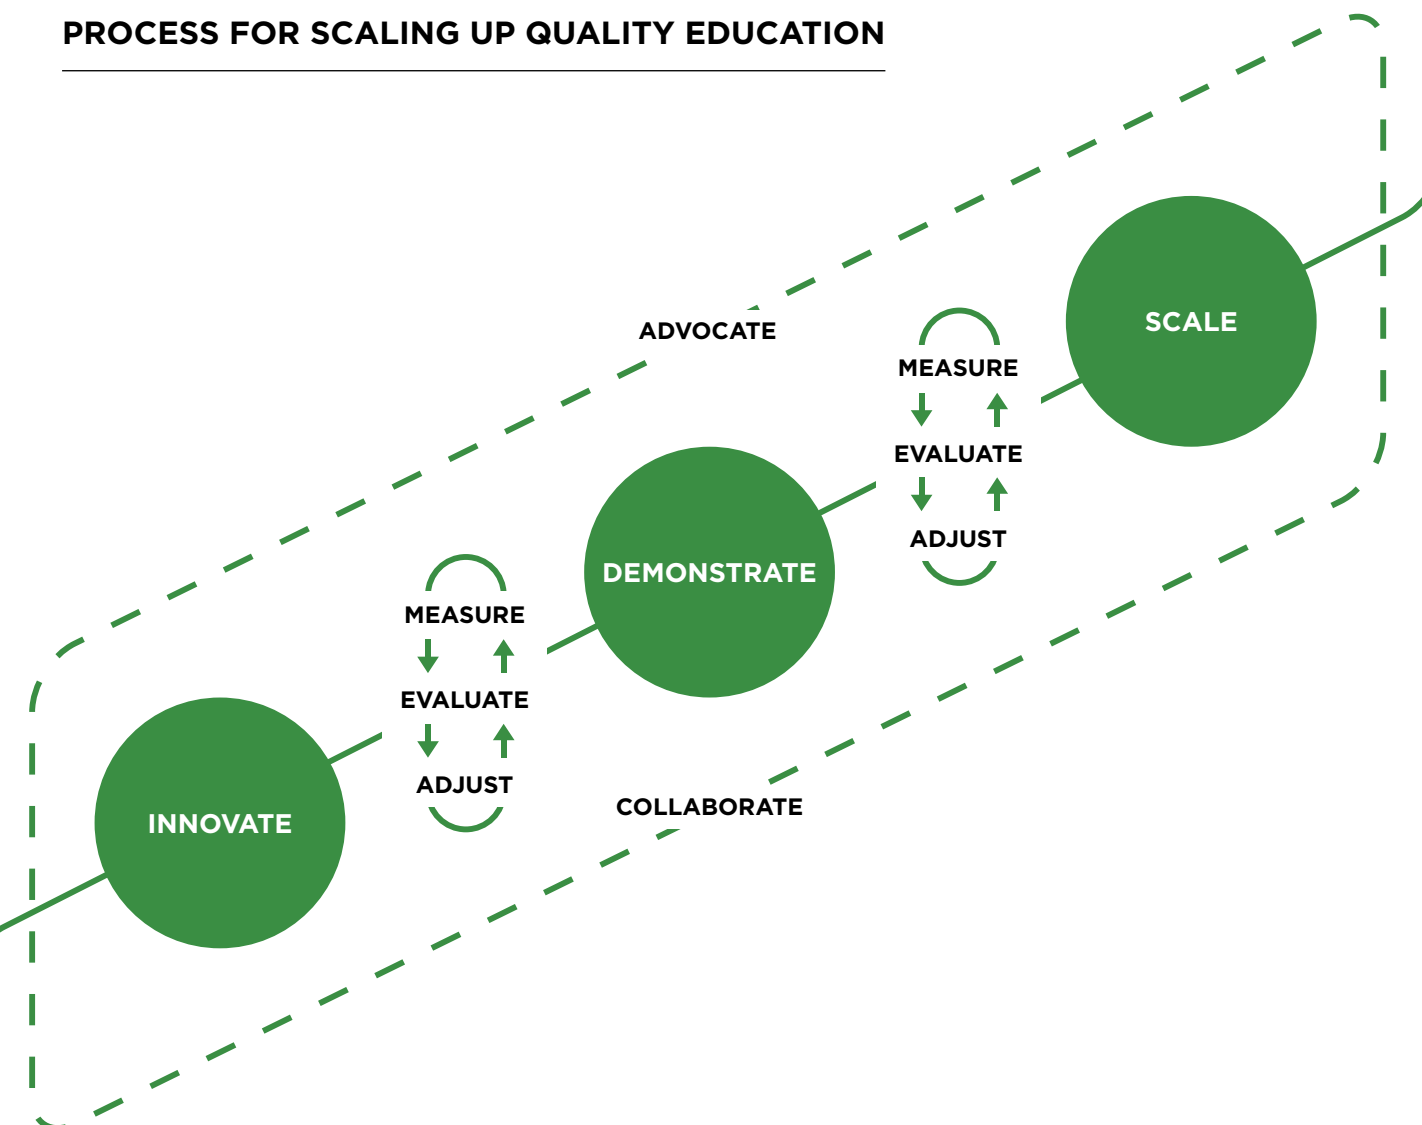 PROCESS FOR SCALING UP QUALITY EDUCATION
ADVOCATE
SCALE
MEASURE
EVALUATE
ADJUST
DEMONSTRATE
MEASURE
EVALUATE
ADJUST
COLLABORATE
INNOVATE